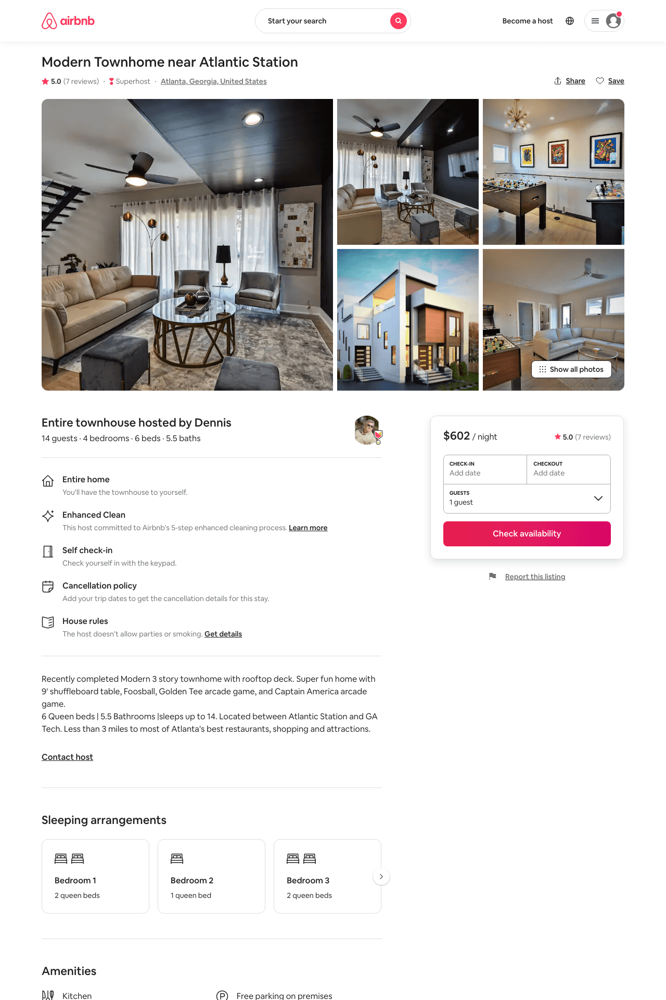 airbnb
Start your search
Become a host
Modern Townhome near Atlantic Station
5.0 (7 reviews) · Superhost · Atlanta, Georgia, United States
Share
Save
Show all photos
Entire townhouse hosted by Dennis
14 guests · 4 bedrooms · 6 beds · 5.5 baths
Entire home
You’ll have the townhouse to yourself.
Enhanced Clean
This host committed to Airbnb's 5-step enhanced cleaning process. Learn more
Self check-in
Check yourself in with the keypad.
Cancellation policy
Add your trip dates to get the cancellation details for this stay.
House rules
The host doesn’t allow parties or smoking. Get details
$602 / night
5.0 (7 reviews)
CHECK-IN
Add date
CHECKOUT
Add date
GUESTS
1 guest
Check availability
Report this listing
Recently completed Modern 3 story townhome with rooftop deck. Super fun home with
9' shuffleboard table, Foosball, Golden Tee arcade game, and Captain America arcade
game.
6 Queen beds | 5.5 Bathrooms |sleeps up to 14. Located between Atlantic Station and GA
Tech. Less than 3 miles to most of Atlanta's best restaurants, shopping and attractions.
Contact host
Sleeping arrangements
Bedroom 1
2 queen beds
Bedroom 2
1 queen bed
Bedroom 3
2 queen beds
Amenities
Kitchen
Free parking on premises